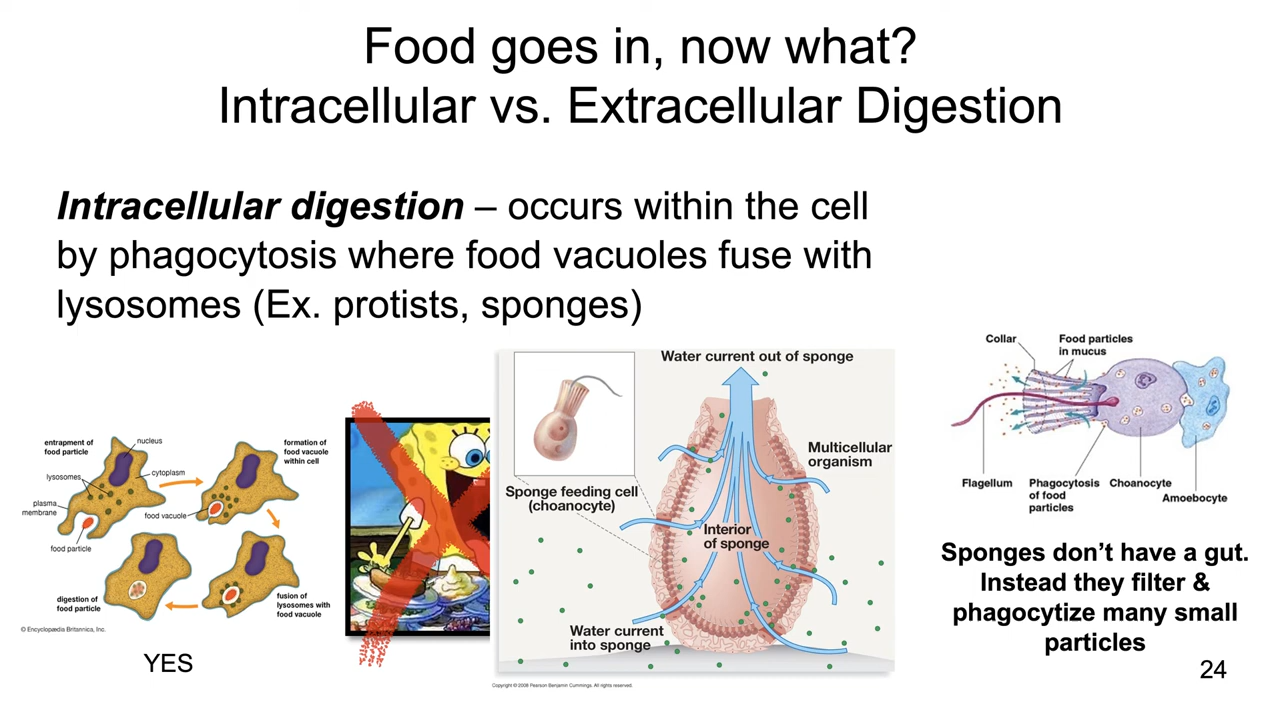 Food goes in, now what?
Intracellular vs. Extracellular Digestion
Intracellular digestion – occurs within the cell
by phagocytosis where food vacuoles fuse with
lysosomes (Ex. protists, sponges)
entrapment of
food particle
nucleus
lysosomes
cytoplasm
plasma
membrane
food vacuole
food particle
formation of
food vacuole
within cell
digestion of
food particle
fusion of
lysosomes with
food vacuole
© Encyclopædia Britannica, Inc.
YES
Water current out of sponge
Sponge feeding cell
(choanocyte)
Multicellular
organism
Interior
of sponge
Water current
into sponge
Copyright © 2008 Pearson Benjamin Cummings. All rights reserved.
Collar
Food particles
in mucus
Flagellum
Phagocytosis
of food
particles
Choanocyte
Amoebocyte
Sponges don’t have a gut.
Instead they filter &
phagocytize many small
particles
24